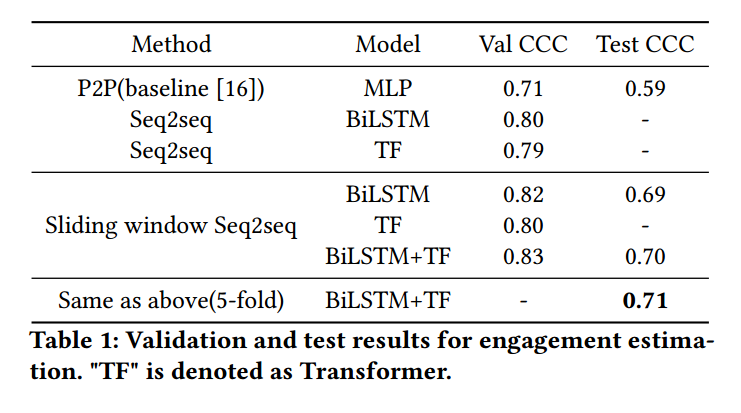 Method Model Val CCC Test CCC
P2P(baseline [16]) MLP 0.71 0.59
Seq2seq BiLSTM 0.80 -
Seq2seq TF 0.79 -
BiLSTM 0.82 0.69
Sliding window Seq2seq TF 0.80 -
BiLSTM+TF 0.83 0.70
Same as above(5-fold) BiLSTM+TF - 0.71
Table 1: Validation and test results for engagement estima-
tion. "TF" is denoted as Transformer.